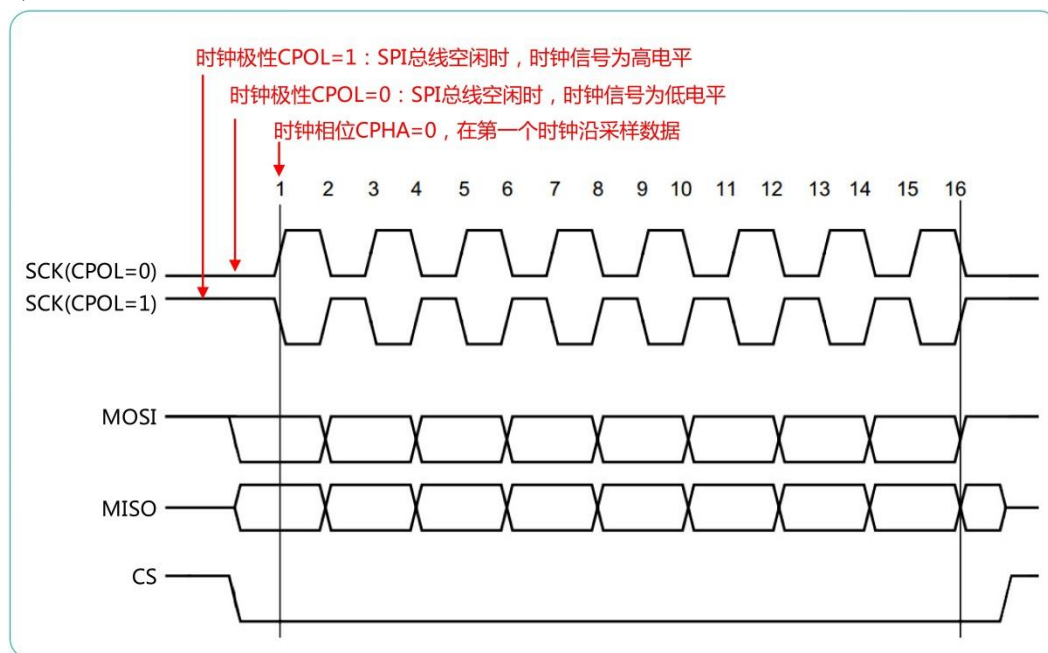 时钟极性CPOL=1：SPI总线空闲时，时钟信号为高电平
时钟极性CPOL=0：SPI总线空闲时，时钟信号为低电平
时钟相位CPHA=0，在第一个时钟沿采样数据
1 2 3 4 5 6 7 8 9 10 11 12 13 14 15 16
SCK(CPOL=0)
SCK(CPOL=1)
MOSI
MISO
CS